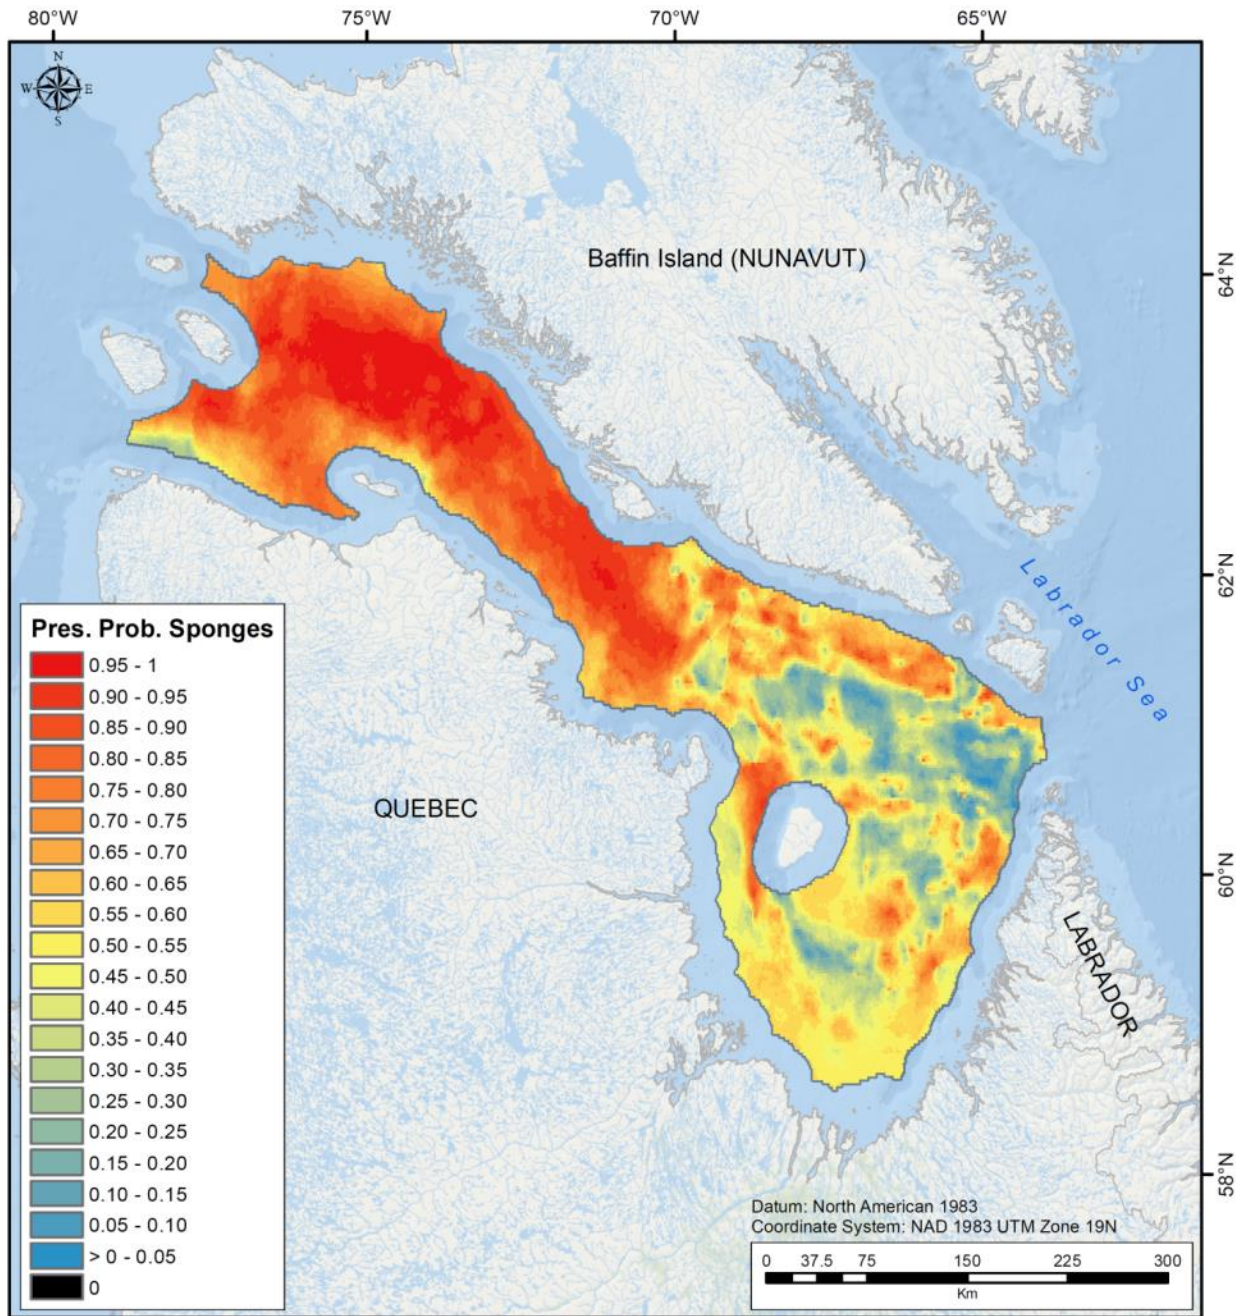 80°W 75°W 70°W 65°W
N
W E
S
Baffin Island (NUNAVUT)
64°N
62°N
Labrador Sea
Pres. Prob. Sponges
0.95 - 1
0.90 - 0.95
0.85 - 0.90
0.80 - 0.85
0.75 - 0.80
0.70 - 0.75
0.65 - 0.70
0.60 - 0.65
0.55 - 0.60
0.50 - 0.55
0.45 - 0.50
0.40 - 0.45
0.35 - 0.40
0.30 - 0.35
0.25 - 0.30
0.20 - 0.25
0.15 - 0.20
0.10 - 0.15
0.05 - 0.10
> 0 - 0.05
0
QUEBEC
60°N
LABRADOR
58°N
Datum: North American 1983
Coordinate System: NAD 1983 UTM Zone 19N
0 37.5 75 150 225 300
Km